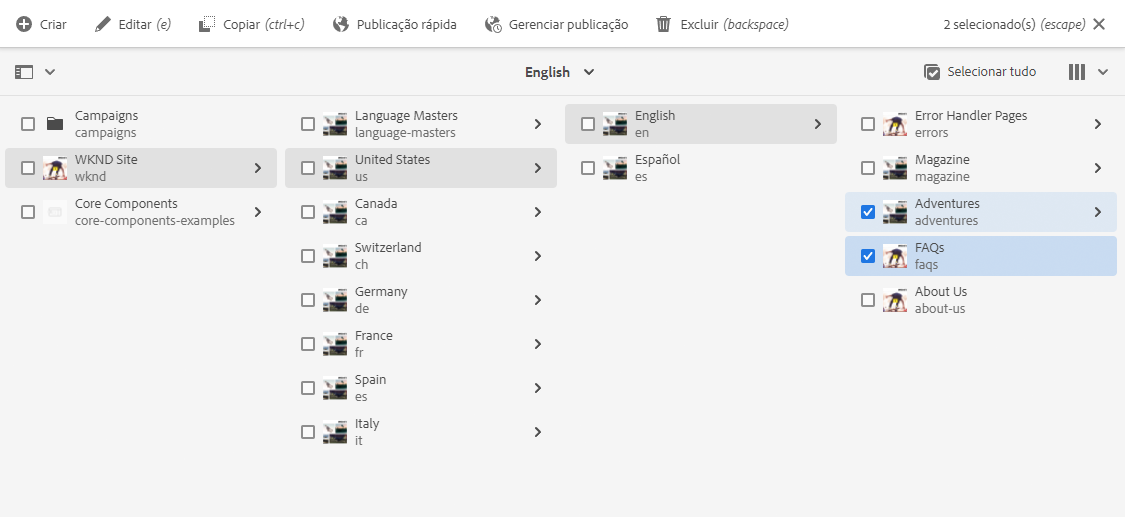 Criar Editar (e) Copiar (ctrl+c) Publicação rápida Gerenciar publicação Excluir (backspace) 2 selecionado(s) (escape)
English Selecionar tudo
Campaigns
campaigns
WKND Site
wknd
Core Components
core-components-examples
Language Masters
language-masters
United States
us
Canada
ca
Switzerland
ch
Germany
de
France
fr
Spain
es
Italy
it
English
en
Español
es
Error Handler Pages
errors
Magazine
magazine
Adventures
adventures
FAQs
faqs
About Us
about-us